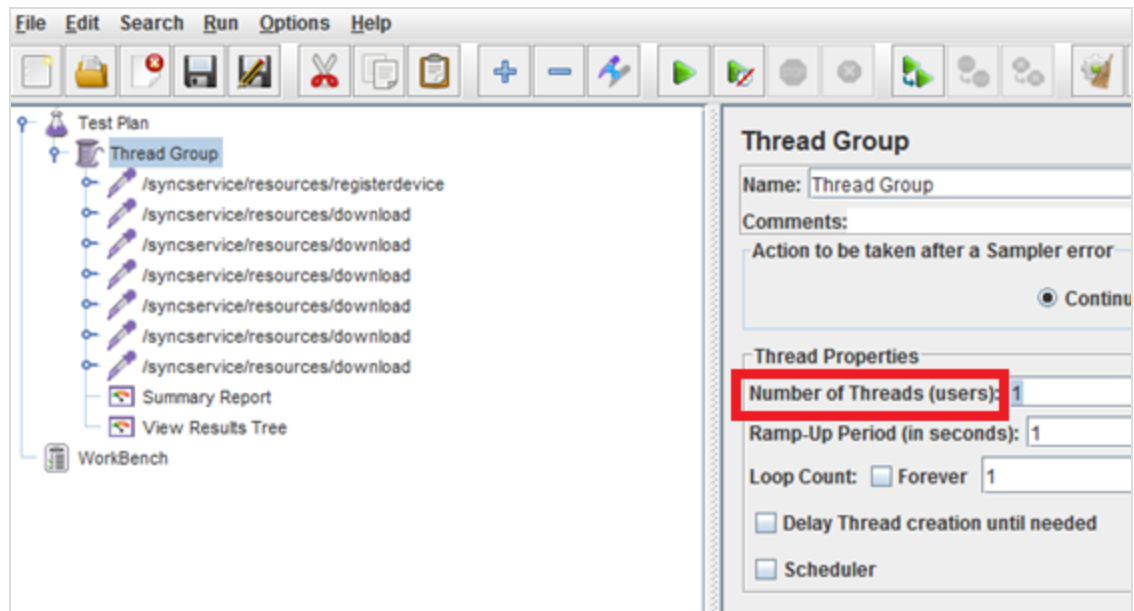 File Edit Search Run Options Help
Test Plan
Thread Group
/syncservice/resources/registerdevice
/syncservice/resources/download
/syncservice/resources/download
/syncservice/resources/download
/syncservice/resources/download
/syncservice/resources/download
/syncservice/resources/download
Summary Report
View Results Tree
WorkBench
Thread Group
Name: Thread Group
Comments:
Action to be taken after a Sampler error
Continu
Thread Properties
Number of Threads (users): 1
Ramp-Up Period (in seconds): 1
Loop Count: Forever 1
Delay Thread creation until needed
Scheduler